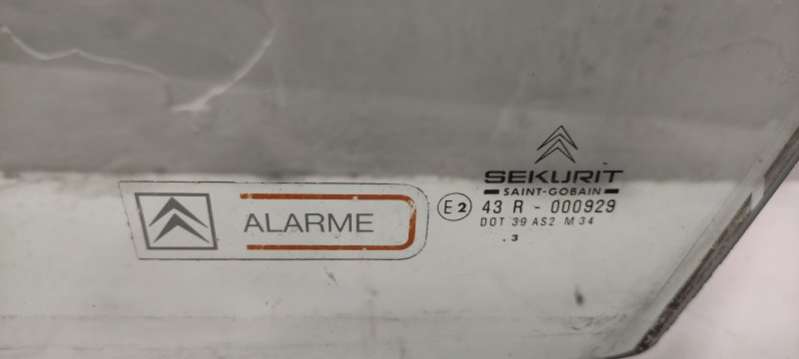 ALARME
SEKURIT
SAINT-GOBAIN
E2 43 R - 000929
DOT 39 AS2 M 34
. 3